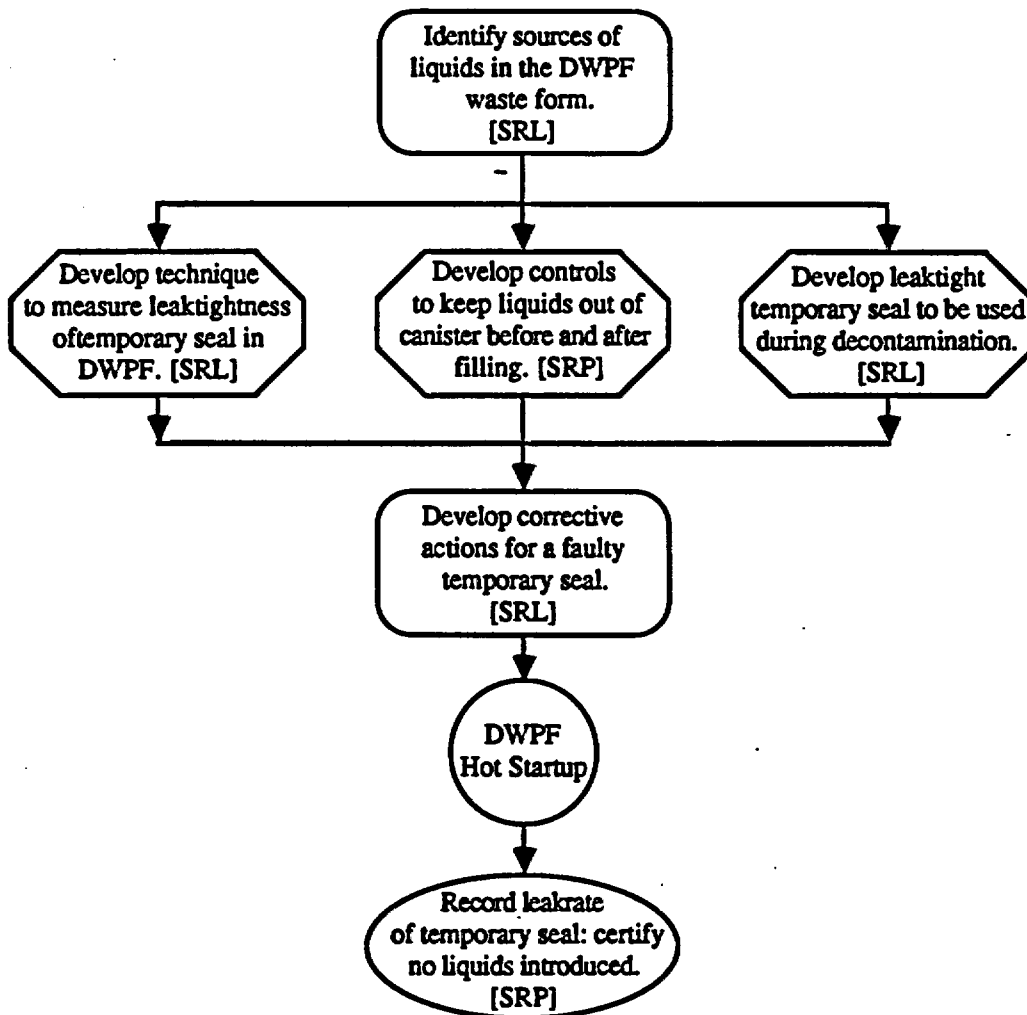 Identify sources of
liquids in the DWPF
waste form.
[SRL]
Develop technique
to measure leaktightness
oftemporary seal in
DWPF. [SRL]
Develop controls
to keep liquids out of
canister before and after
filling. [SRP]
Develop leaktight
temporary seal to be used
during decontamination.
[SRL]
Develop corrective
actions for a faulty
temporary seal.
[SRL]
DWPF
Hot Startup
Record leakrate
of temporary seal: certify
no liquids introduced.
[SRP]